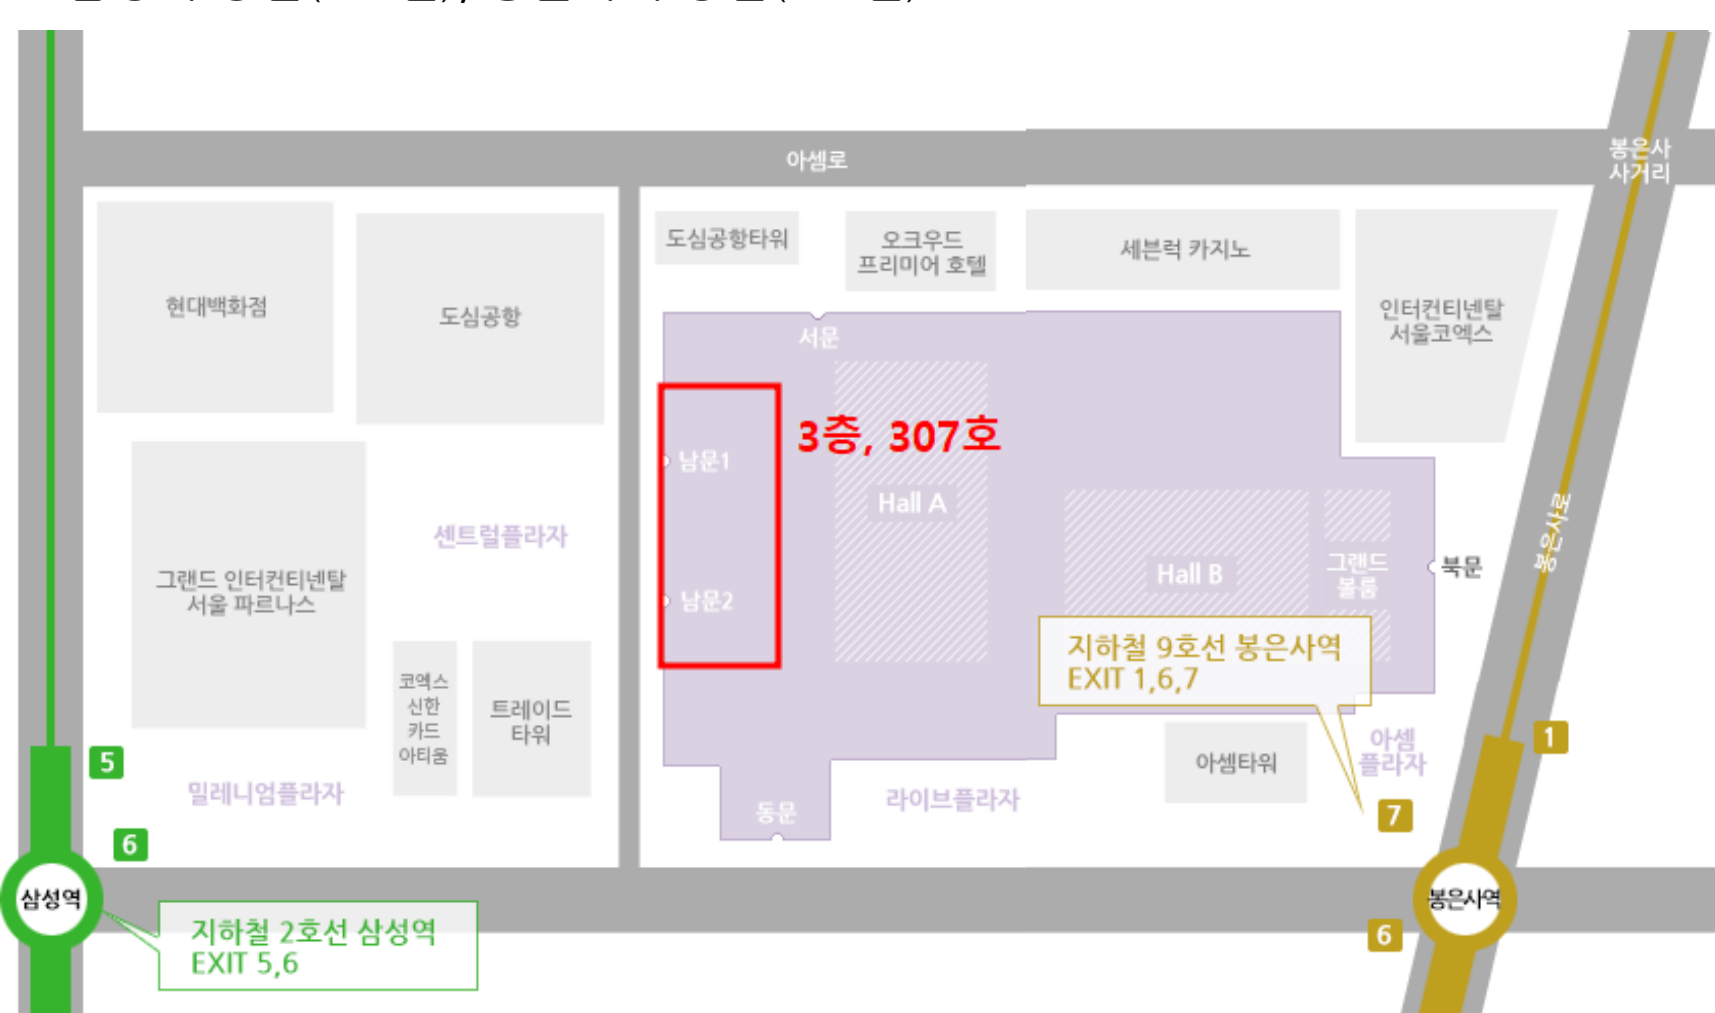 아셈로
봉은사
사거리
도심공항타워
오크우드
프리미어 호텔
세븐럭 카지노
현대백화점
도심공항
인터컨티넨탈
서울코엑스
서문
3층, 307호
남문1
Hall A
센트럴플라자
봉은사로
그랜드 인터컨티넨탈
서울 파르나스
남문2
Hall B
그랜드
볼룸
북문
지하철 9호선 봉은사역
EXIT 1,6,7
코엑스
신한
카드
아티움
트레이드
타워
아셈
플라자
1
5
밀레니엄플라자
동문
라이브플라자
아셈타워
7
6
삼성역
봉은사역
지하철 2호선 삼성역
EXIT 5,6
6